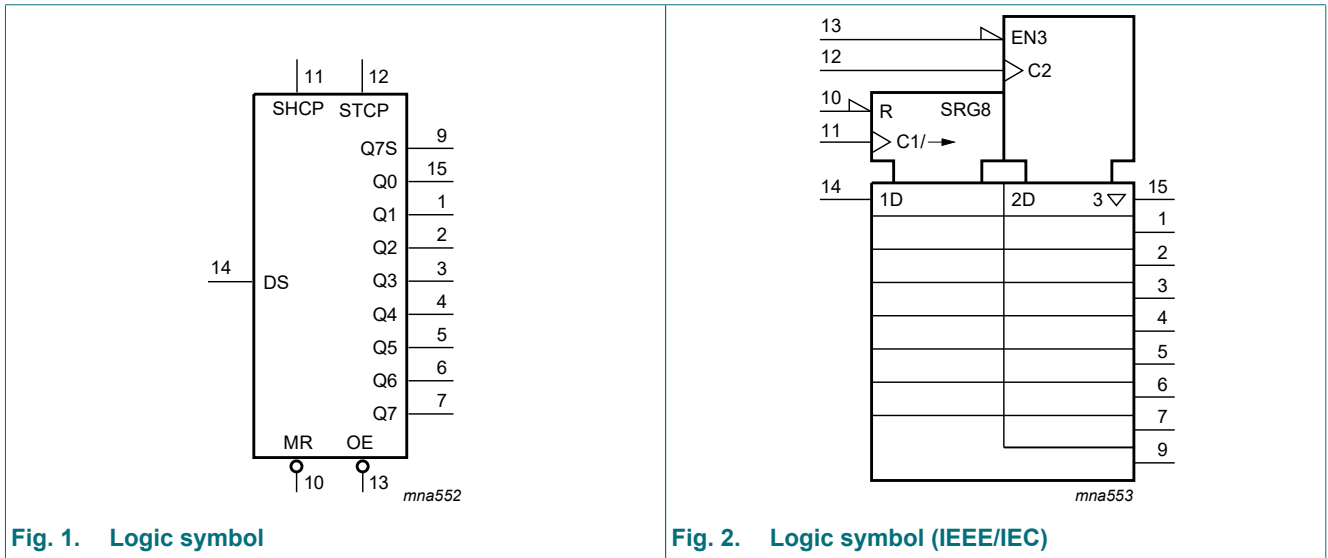 11 12
SHCP STCP
Q7S 9
Q0 15
Q1 1
Q2 2
14 DS Q3 3
Q4 4
Q5 5
Q6 6
Q7 7
MR OE
10 13
mna552
Fig. 1. Logic symbol
13 EN3
12 C2
10 R SRG8
11 C1/→
14 1D 2D 3 ▽ 15
1
2
3
4
5
6
7
9
mna553
Fig. 2. Logic symbol (IEEE/IEC)